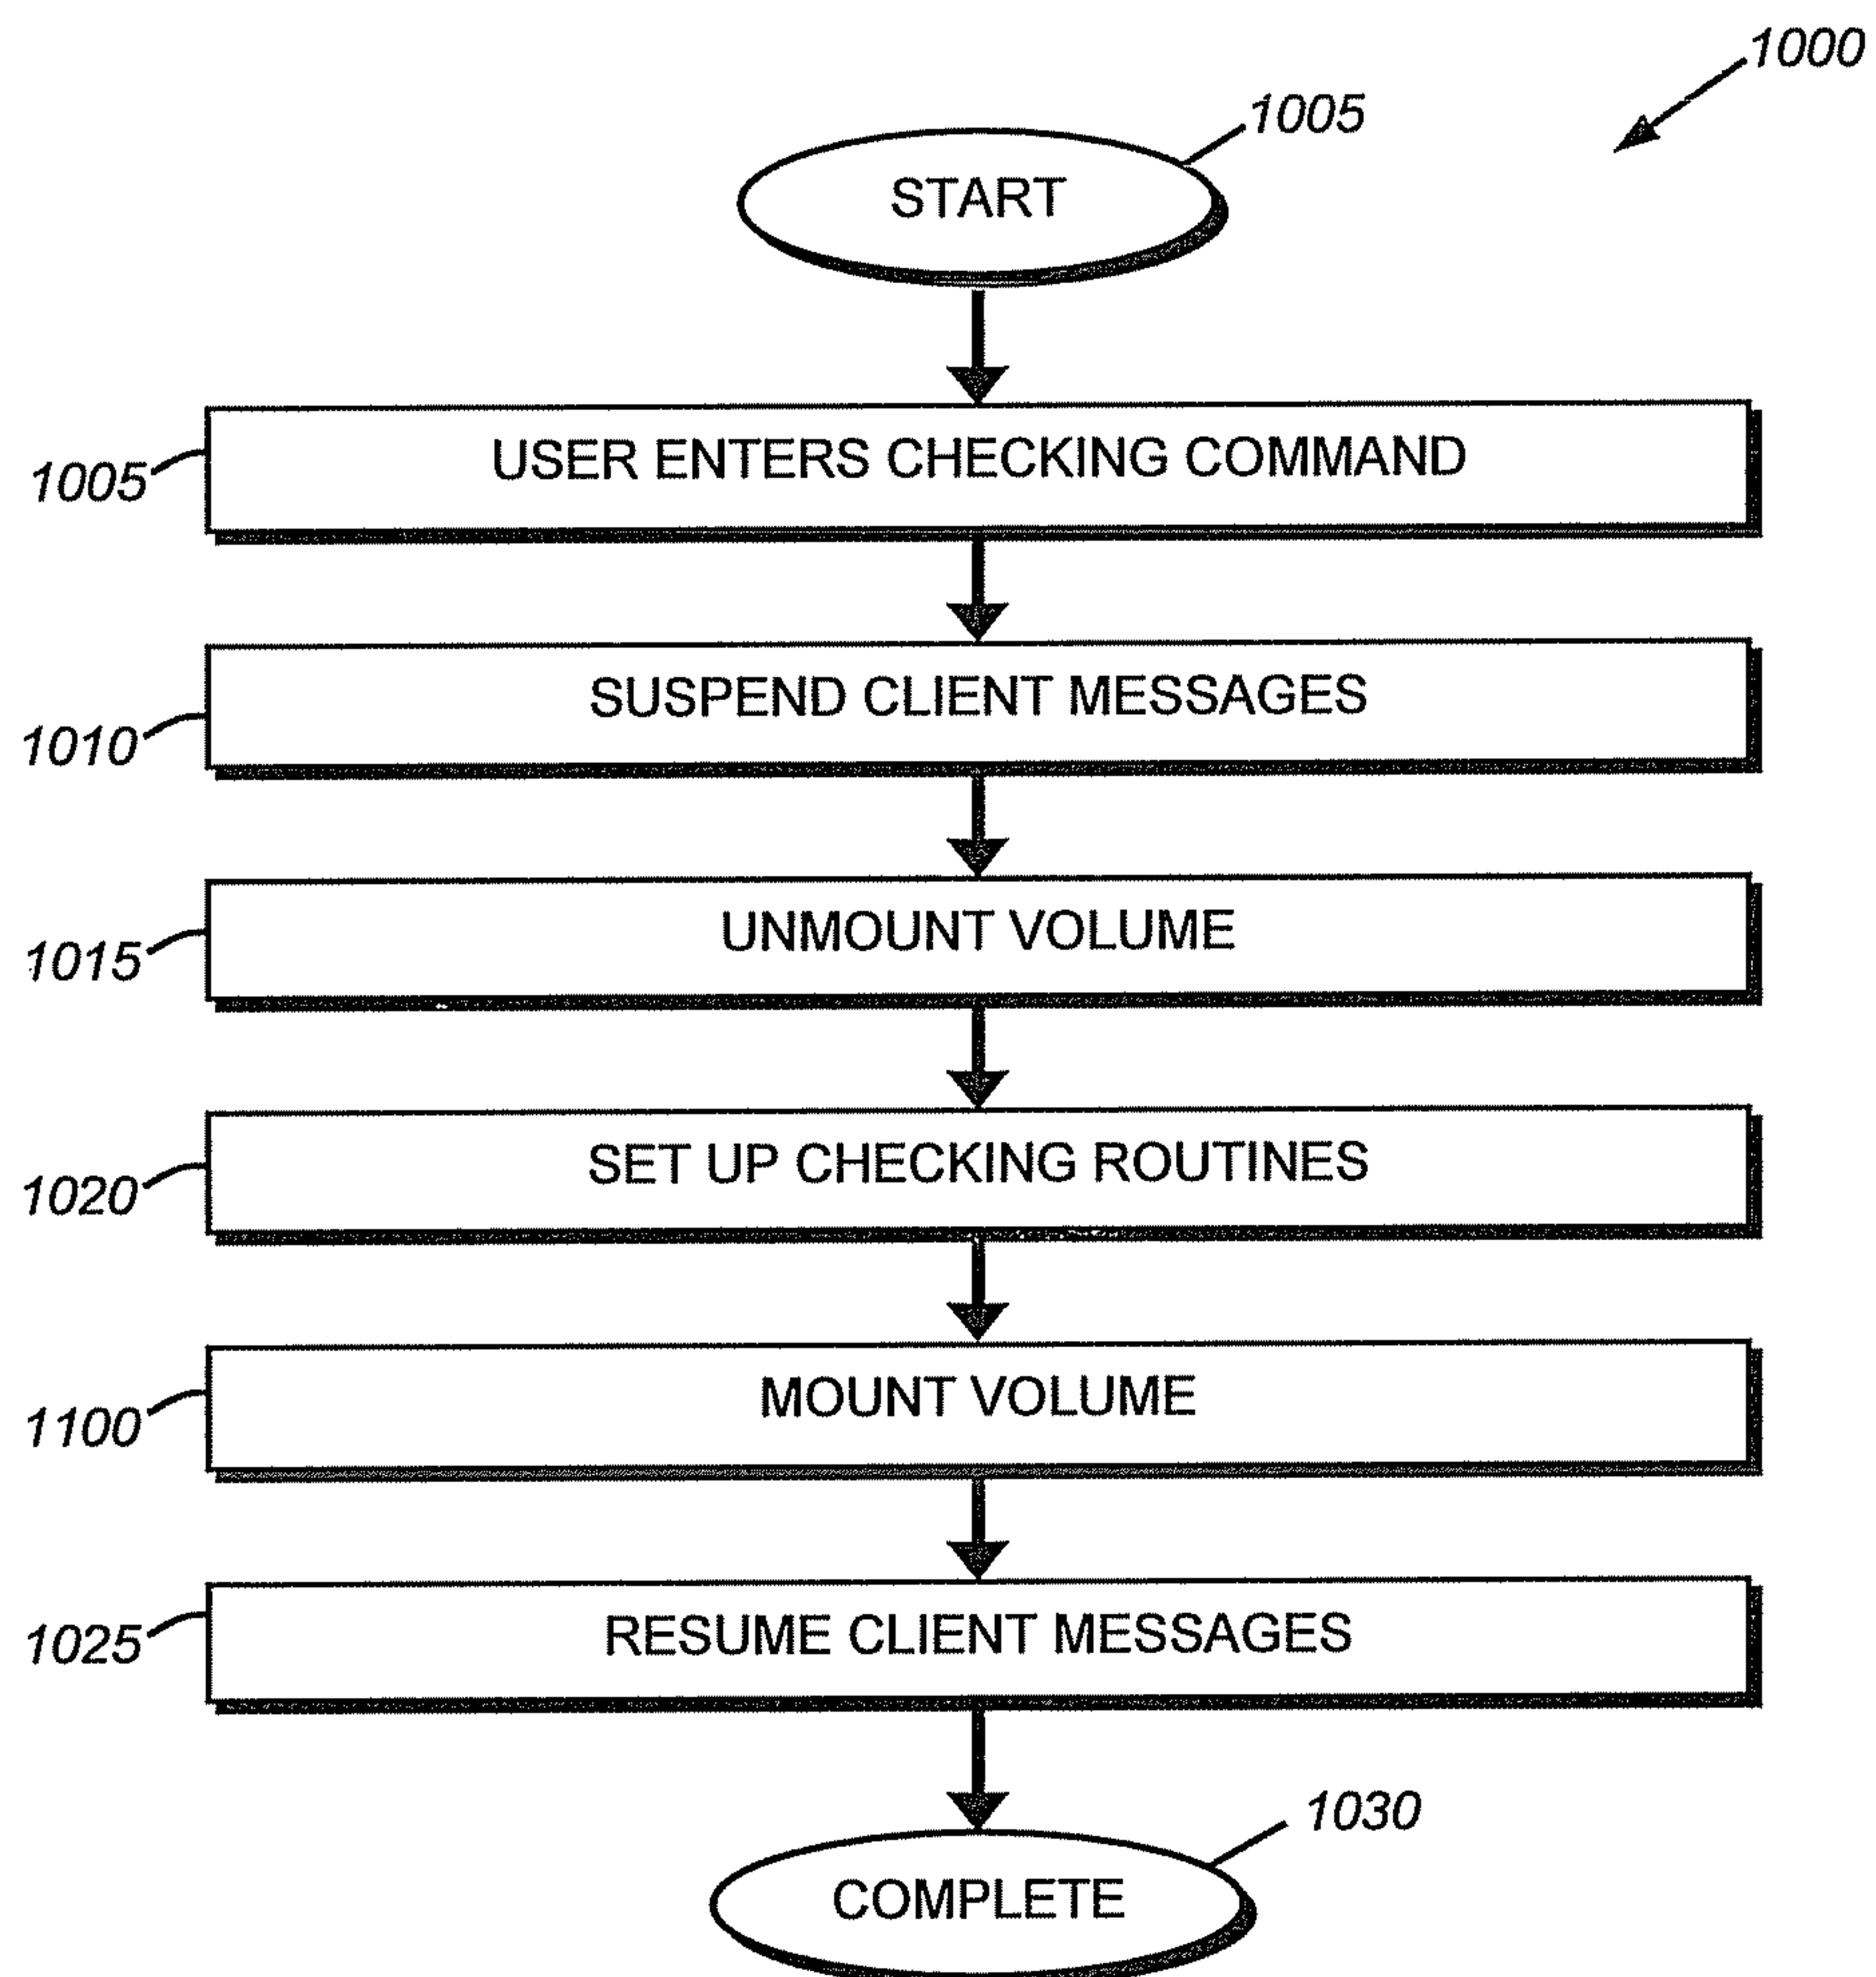 1000
1005
START
1005
USER ENTERS CHECKING COMMAND
1010
SUSPEND CLIENT MESSAGES
1015
UNMOUNT VOLUME
1020
SET UP CHECKING ROUTINES
1100
MOUNT VOLUME
1025
RESUME CLIENT MESSAGES
1030
COMPLETE